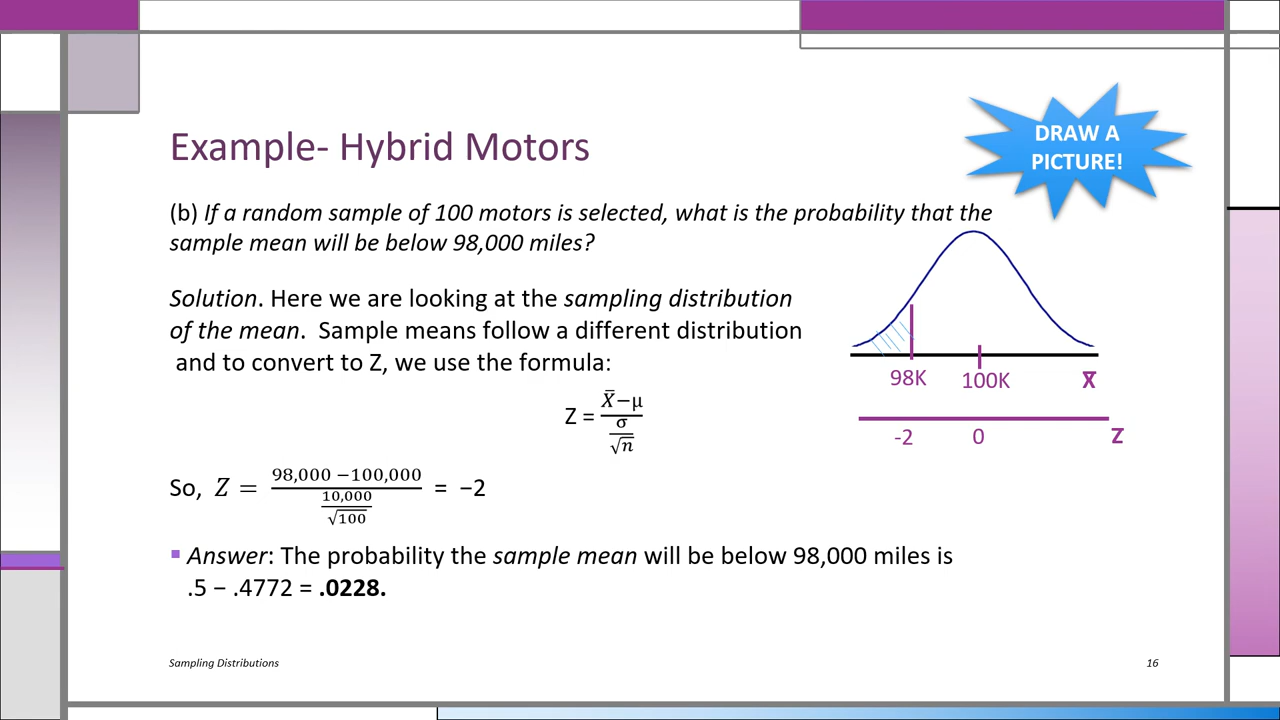 DRAW A
PICTURE!
Example- Hybrid Motors
(b) If a random sample of 100 motors is selected, what is the probability that the
sample mean will be below 98,000 miles?
Solution. Here we are looking at the sampling distribution
of the mean.  Sample means follow a different distribution
and to convert to Z, we use the formula:
Z = (X̄−μ)/(σ/√n)
98K 100K X̄
-2 0 Z
So, Z = (98,000 −100,000)/(10,000/√100) = −2
▪ Answer: The probability the sample mean will be below 98,000 miles is
.5 − .4772 = .0228.
Sampling Distributions 16